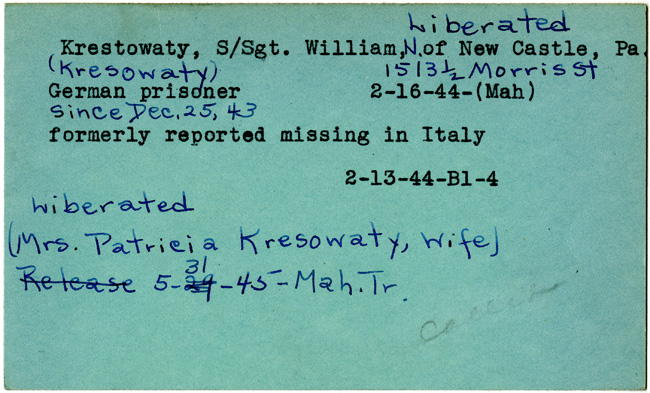 Liberated
Krestowaty, S/Sgt. William,N.of New Castle, Pa.
(Kresowaty) 1513½ Morris St
German prisoner 2-16-44-(Mah)
since Dec. 25, 43
formerly reported missing in Italy
2-13-44-B1-4
Liberated
(Mrs. Patricia Kresowaty, Wife)
31
Release 5-29-45-Mah.Tr.